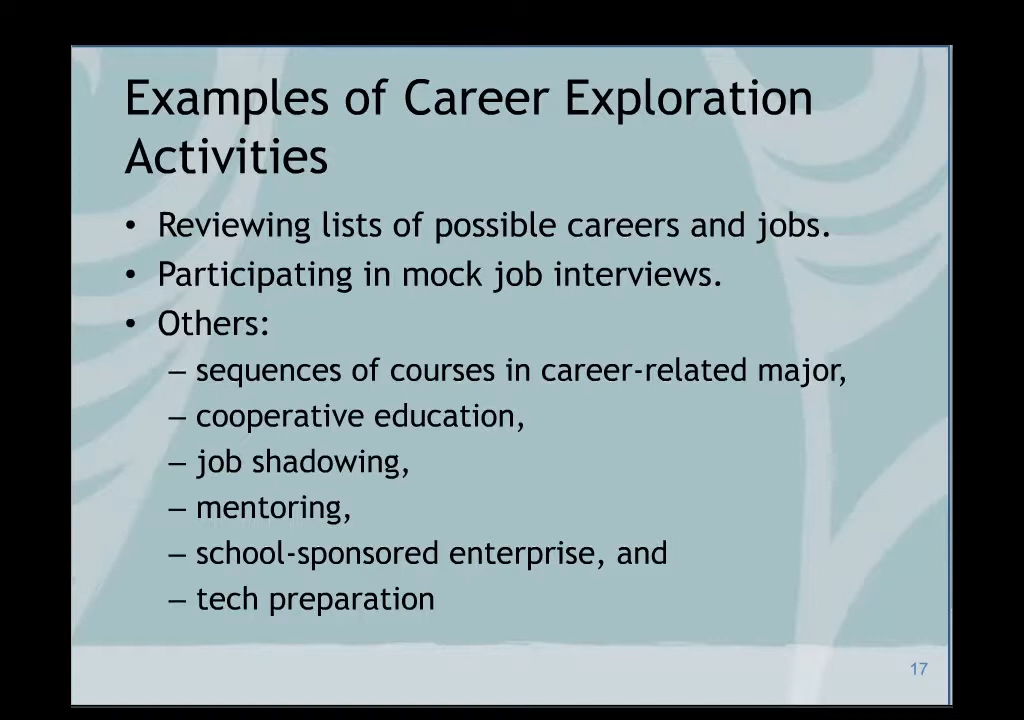 Examples of Career Exploration
Activities
• Reviewing lists of possible careers and jobs.
• Participating in mock job interviews.
• Others:
– sequences of courses in career-related major,
– cooperative education,
– job shadowing,
– mentoring,
– school-sponsored enterprise, and
– tech preparation
17